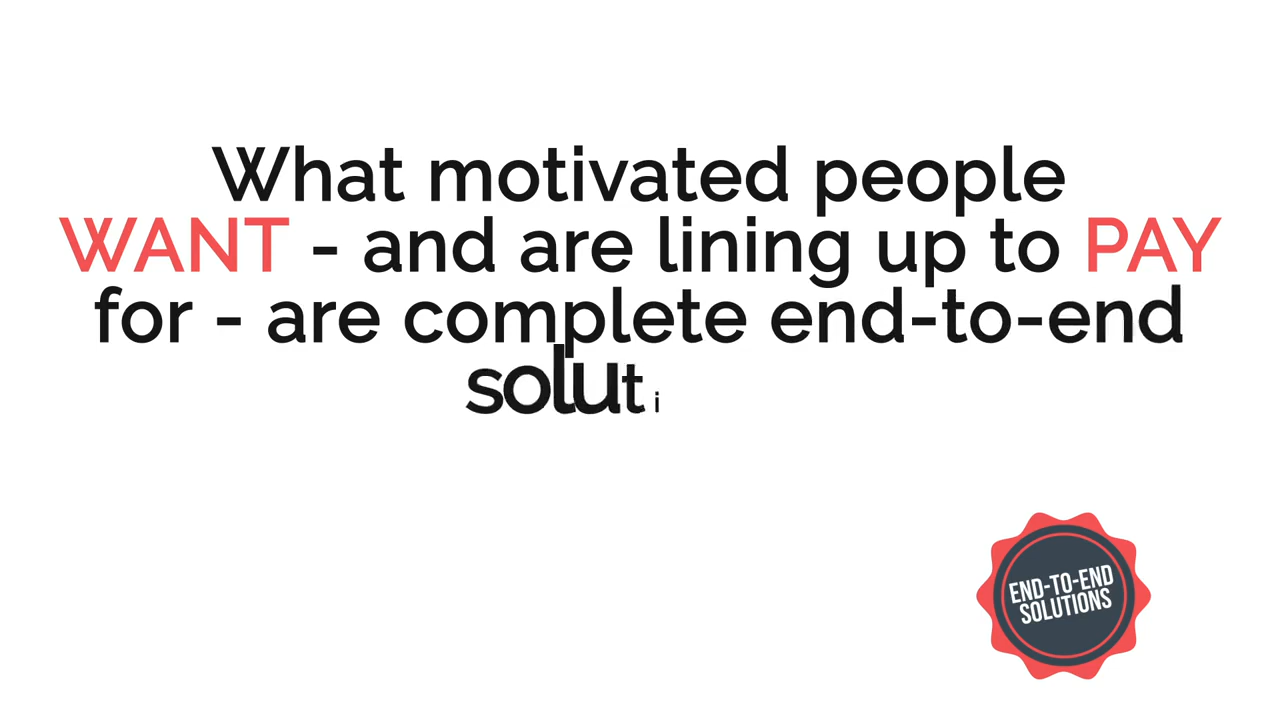 What motivated people
WANT - and are lining up to PAY
for - are complete end-to-end
soluti
END-TO-END
SOLUTIONS